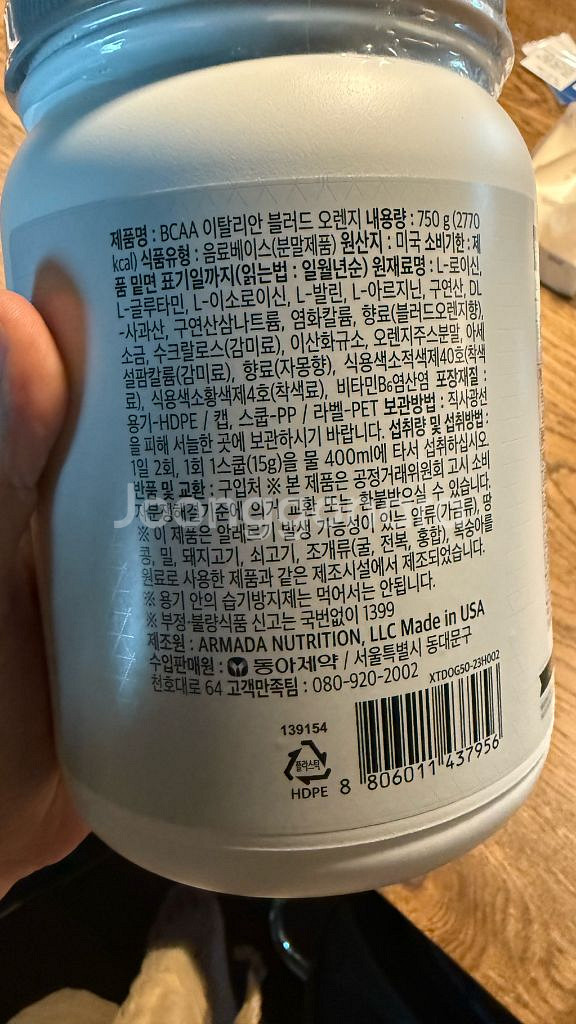 제품명 : BCAA 이탈리안 블러드 오렌지 내용량 : 750 g (2770
kcal) 식품유형 : 음료베이스(분말제품) 원산지 : 미국 소비기한 : 제
품 밑면 표기일까지(읽는법 : 일월년순) 원재료명 : L-로이신,
L-글루타민, L-이소로이신, L-발린, L-아르지닌, 구연산, DL
-사과산, 구연산삼나트륨, 염화칼륨, 향료(블러드오렌지향),
소금, 수크랄로스(감미료), 이산화규소, 오렌지주스분말, 아세
설팜칼륨(감미료), 향료(자몽향), 식용색소적색제40호(착색
료), 식용색소황색제4호(착색료), 비타민B6염산염 포장재질 :
용기-HDPE / 캡, 스쿱-PP / 라벨-PET 보관방법 : 직사광선
을 피해 서늘한 곳에 보관하시기 바랍니다. 섭취량 및 섭취방법 :
1일 2회, 1회 1스쿱(15g)을 물 400ml에 타서 섭취하십시오
반품 및 교환 : 구입처 ※ 본 제품은 공정거래위원회 고시 소비
자분쟁해결기준에 의거 교환 또는 환불받으실 수 있습니다.
※ 이 제품은 알레르기 발생 가능성이 있는 알류(가금류), 땅
콩, 밀, 돼지고기, 쇠고기, 조개류(굴, 전복, 홍합), 복숭아를
원료로 사용한 제품과 같은 제조시설에서 제조되었습니다.
※ 용기 안의 습기방지제는 먹어서는 안됩니다.
※ 부정·불량식품 신고는 국번없이 1399
제조원 : ARMADA NUTRITION, LLC Made in USA
수입판매원 : 동아제약 / 서울특별시 동대문구
천호대로 64 고객만족팀 : 080-920-2002 XTDOG50-23H002
139154
플라스틱
HDPE
8 806011 437956